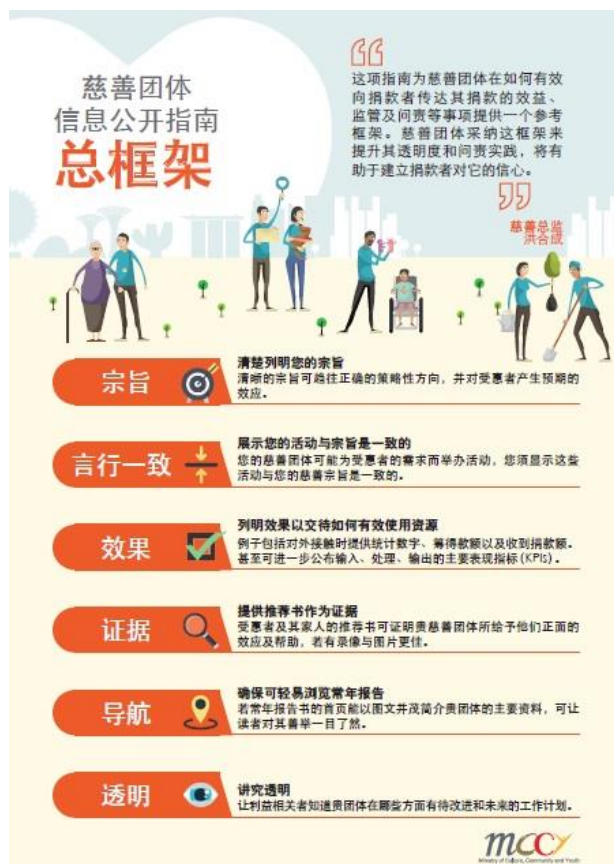 慈善团体
信息公开指南
总框架
这项指南为慈善团体在如何有效
向捐款者传达其捐款的效益、
监管及问责等事项提供一个参考
框架。慈善团体采纳这框架来
提升其透明度和问责实践，将有
助于建立捐款者对它的信心。
慈善总监
洪合成
宗旨
清楚列明您的宗旨
清晰的宗旨可趋往正确的策略性方向，并对受惠者产生预期的
效应。
言行一致
展示您的活动与宗旨是一致的
您的慈善团体可能为受惠者的需求而举办活动，您须显示这些
活动与您的慈善宗旨是一致的。
效果
列明效果以交待如何有效使用资源
例子包括对外接触时提供统计数字、筹得款额以及收到捐款额。
甚至可进一步公布输入、处理、输出的主要表现指标(KPIs)。
证据
提供推荐书作为证据
受惠者及其家人的推荐书可证明贵慈善团体所给予他们正面的
效应及帮助，若有录像与图片更佳。
导航
确保可轻易浏览常年报告
若常年报告书的首页能以图文并茂简介贵团体的主要资料，可让
读者对其善举一目了然。
透明
讲究透明
让利益相关者知道贵团体在哪些方面有待改进和未来的工作计划。
mccy
Ministry of Culture, Community and Youth